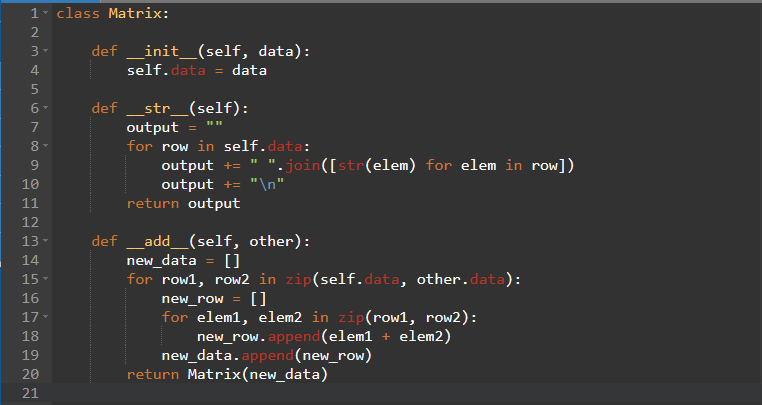 1 class Matrix:
2
3     def __init__(self, data):
4         self.data = data
5
6     def __str__(self):
7         output = ""
8         for row in self.data:
9             output += " ".join([str(elem) for elem in row])
10             output += "\n"
11         return output
12
13     def __add__(self, other):
14         new_data = []
15         for row1, row2 in zip(self.data, other.data):
16             new_row = []
17             for elem1, elem2 in zip(row1, row2):
18                 new_row.append(elem1 + elem2)
19             new_data.append(new_row)
20         return Matrix(new_data)
21